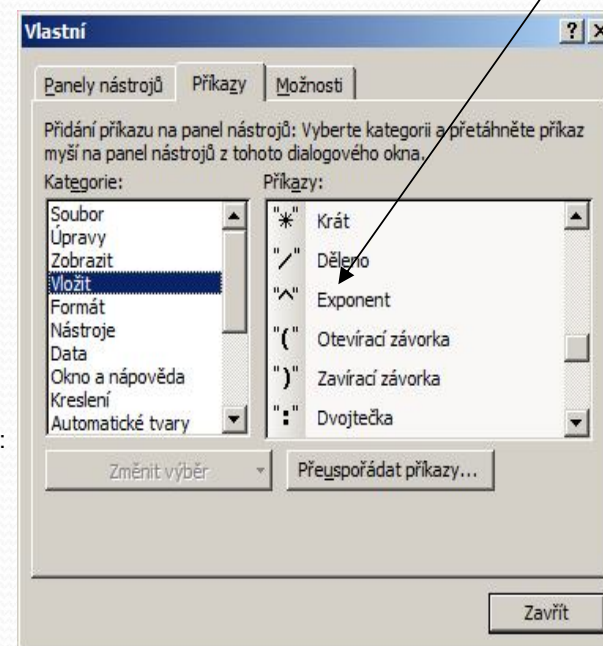 Vlastní
Panely nástrojů Příkazy Možnosti
Přidání příkazu na panel nástrojů: Vyberte kategorii a přetáhněte příkaz
myší na panel nástrojů z tohoto dialogového okna.
Kategorie:
Soubor
Úpravy
Zobrazit
Vložit
Formát
Nástroje
Data
Okno a nápověda
Kreslení
Automatické tvary
Příkazy:
"*" Krát
"/" Děleno
"^" Exponent
"(" Otevírací závorka
")" Zavírací závorka
":" Dvojtečka
:
Změnit výběr
Přeuspořádat příkazy...
Zavřít